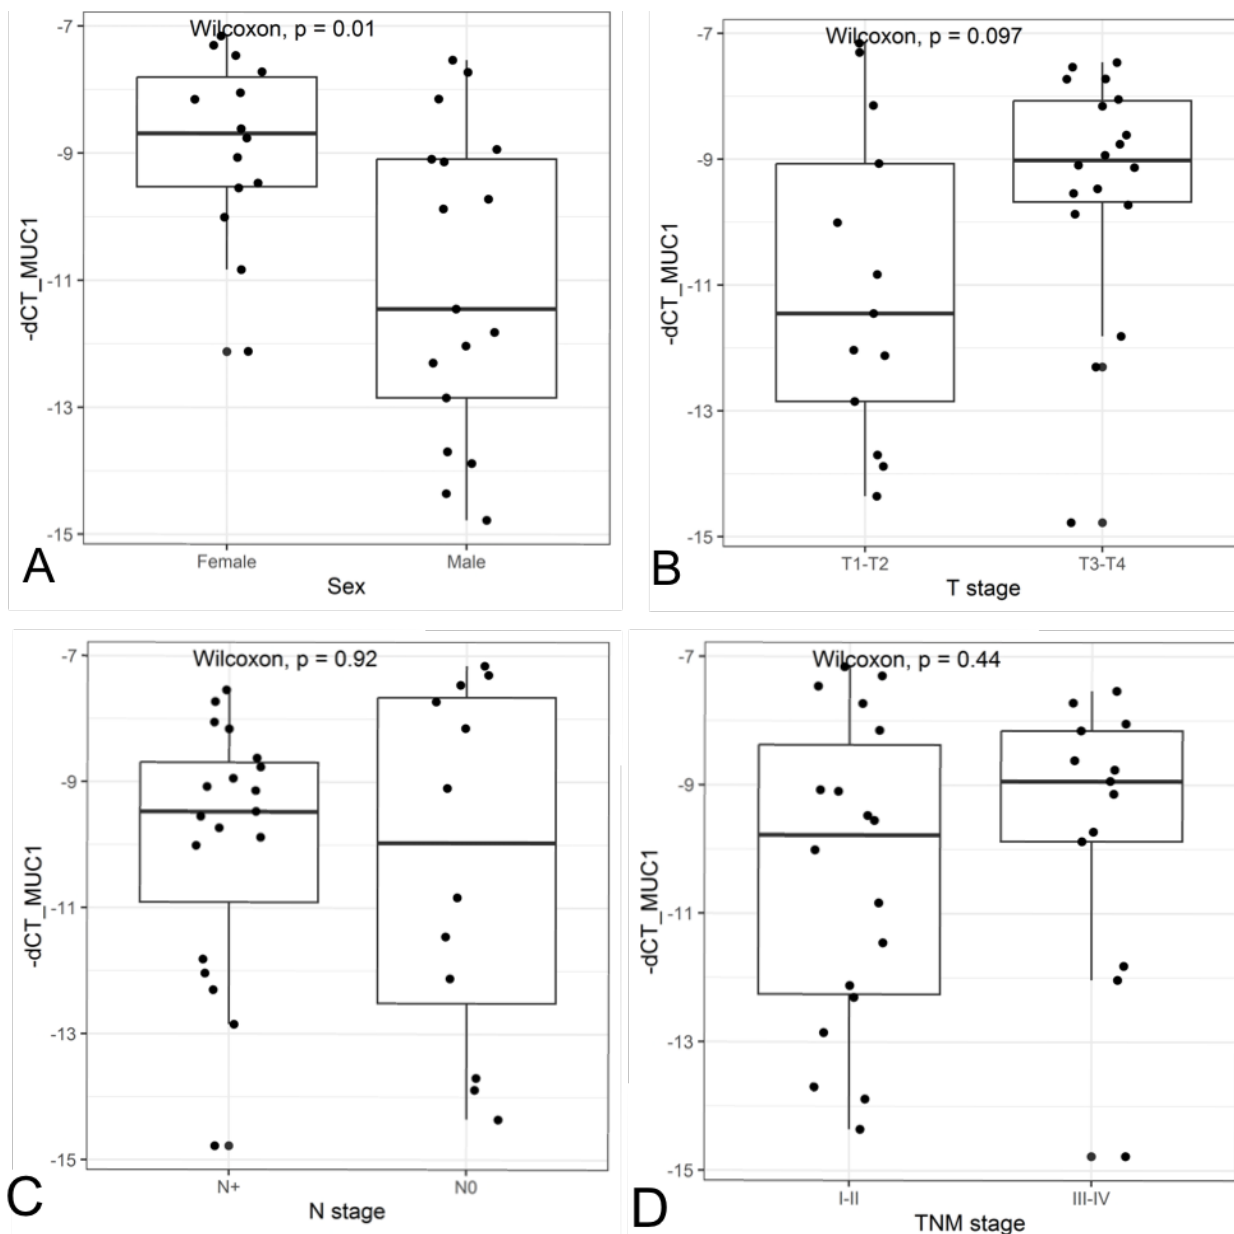 Wilcoxon, p = 0.01
-7
-9
-11
-13
-15
-dCT_MUC1
Female
Male
Sex
A
Wilcoxon, p = 0.097
-7
-9
-11
-13
-15
-dCT_MUC1
T1-T2
T3-T4
T stage
B
Wilcoxon, p = 0.92
-7
-9
-11
-13
-15
-dCT_MUC1
N+
N0
N stage
C
Wilcoxon, p = 0.44
-7
-9
-11
-13
-15
-dCT_MUC1
I-II
III-IV
TNM stage
D